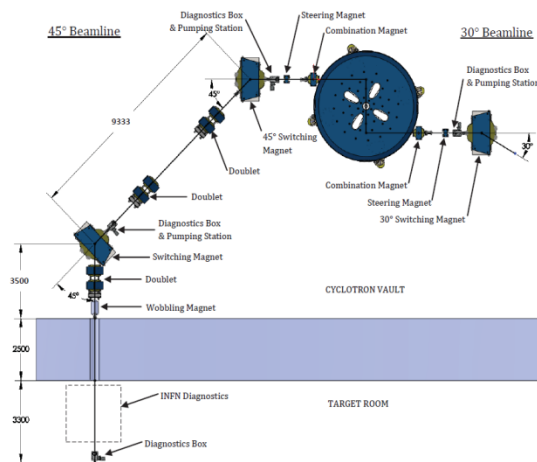 45° Beamline
Diagnostics Box
& Pumping Station
Steering Magnet
Combination Magnet
30° Beamline
Diagnostics Box
& Pumping Station
45°
45° Switching
Magnet
9333
Doublet
Doublet
Combination Magnet
Steering Magnet
30° Switching Magnet
30°
Diagnostics Box
& Pumping Station
Switching Magnet
Doublet
45°
Wobbling Magnet
3500
CYCLOTRON VAULT
2500
3300
INFN Diagnostics
TARGET ROOM
Diagnostics Box